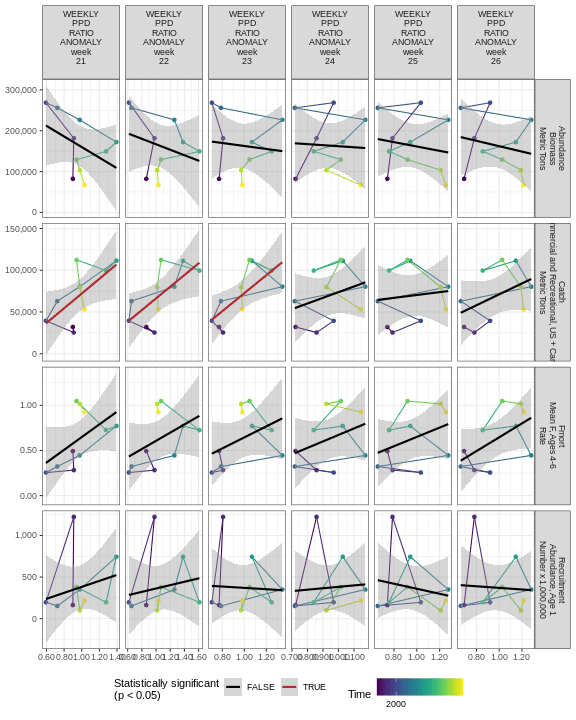 WEEKLY
PPD
RATIO
ANOMALY
week
21
WEEKLY
PPD
RATIO
ANOMALY
week
22
WEEKLY
PPD
RATIO
ANOMALY
week
23
WEEKLY
PPD
RATIO
ANOMALY
week
24
WEEKLY
PPD
RATIO
ANOMALY
week
25
WEEKLY
PPD
RATIO
ANOMALY
week
26
300,000
200,000
100,000
0
Abundance
Biomass
Metric Tons
150,000
100,000
50,000
0
Catch
mmercial and Recreational, US + Can
Metric Tons
1.00
0.50
0.00
Fmort
Mean F, Ages 4-6
Rate
1,000
500
0
Recruitment
Abundance, Age 1
Number x 1,000,000
0.60 0.80 1.00 1.20 1.40
0.60 0.80 1.00 1.20 1.40 1.60
0.80 1.00 1.20
0.70 0.80 0.90 1.00 1.10
0.80 1.00 1.20
0.80 1.00 1.20
Statistically significant
(p < 0.05)
FALSE
TRUE
Time
2000